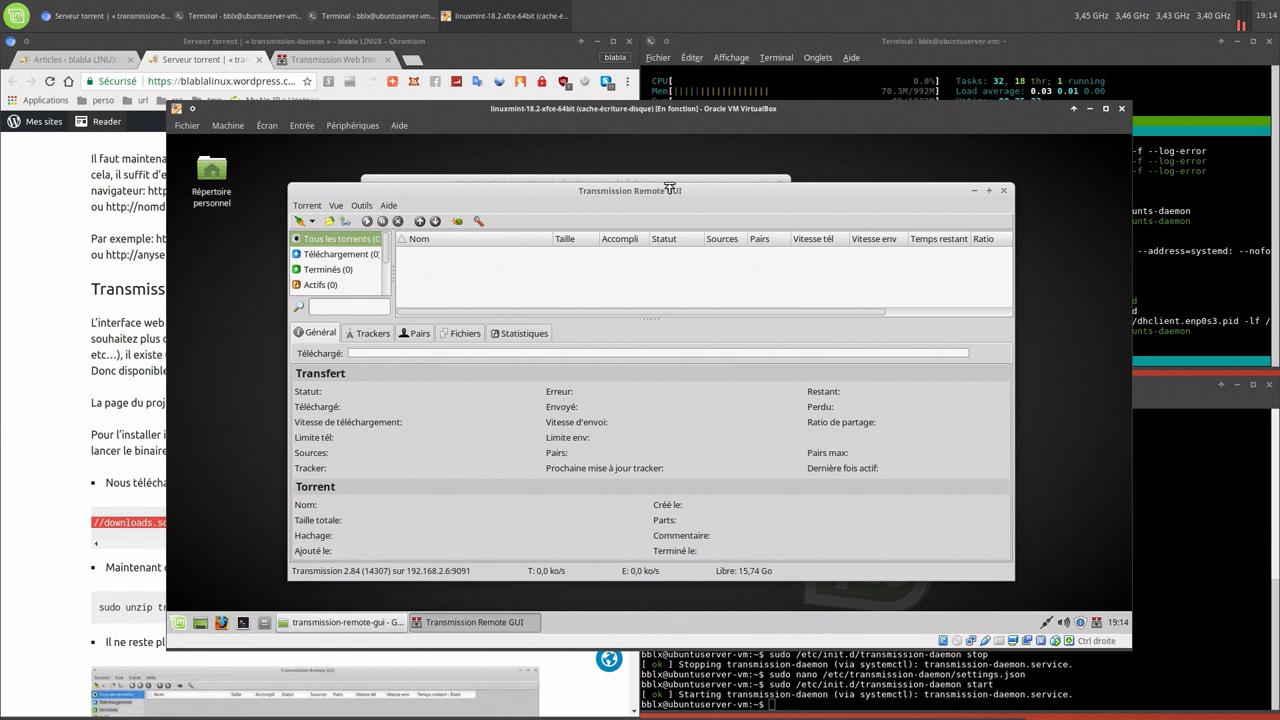 Serveur torrent | « transmission-d...
Terminal - bblx@ubuntuserver-vm:...
Terminal - bblx@ubuntuserver-vm:...
linuxmint-18.2-xfce-64bit (cache-é...
3,45 GHz
3,46 GHz
3,43 GHz
3,40 GHz
19:14
Serveur torrent | « transmission-daemon » – blabla LINUX - Chromium
Terminal - bblx@ubuntuserver-vm: ~
Articles ‹ blabla LINUX
Serveur torrent | « tran
Transmission Web Inte
blabla
Fichier
Éditer
Affichage
Terminal
Onglets
Aide
Sécurisé
https://blablalinux.wordpress.com/
CPU[
0.0%]
Tasks: 32, 18 thr; 1 running
Mem[
70.3M/
Load average: 0.03 0.01 0.00
Applications
perso
url
Mes sites
Reader
linuxmint-18.2-xfce-64bit (cache-écriture-disque) [En fonction] - Oracle VM VirtualBox
Fichier
Machine
Écran
Entrée
Périphériques
Aide
Il faut maintena
cela, il suffit d'e
navigateur: http
ou http://nomd
Par exemple: ht
ou http://anyse
Transmiss
L'interface web
souhaitez plus d
etc…), il existe u
Donc disponible
La page du proj
Pour l'installer i
lancer le binaire
Nous télécha
//downloads.so
Maintenant d
sudo unzip tr
Il ne reste pl
Répertoire
personnel
Transmission Remote GUI
Torrent
Vue
Outils
Aide
Tous les torrents (0
Téléchargement (0)
Terminés (0)
Actifs (0)
Nom
Taille
Accompli
Statut
Sources
Pairs
Vitesse tél
Vitesse env
Temps restant
Ratio
Général
Trackers
Pairs
Fichiers
Statistiques
Téléchargé:
Transfert
Statut:
Erreur:
Restant:
Téléchargé:
Envoyé:
Perdu:
Vitesse de téléchargement:
Vitesse d'envoi:
Ratio de partage:
Limite tél:
Limite env:
Sources:
Pairs:
Pairs max:
Tracker:
Prochaine mise à jour tracker:
Dernière fois actif:
Torrent
Nom:
Créé le:
Taille totale:
Parts:
Hachage:
Commentaire:
Ajouté le:
Terminé le:
Transmission 2.84 (14307) sur 192.168.2.6:9091
T: 0,0 ko/s
E: 0,0 ko/s
Libre: 15,74 Go
transmission-remote-gui - G...
Transmission Remote GUI
19:14
Ctrl droite
-f --log-error
-f --log-error
-f --log-error
unts-daemon
unts-daemon
--address=systemd: --nofo
d
d
/dhclient.enp0s3.pid -lf /
unts-daemon
bblx@ubuntuserver-vm:~$ sudo /etc/init.d/transmission-daemon stop
[ ok ] Stopping transmission-daemon (via systemctl): transmission-daemon.service.
bblx@ubuntuserver-vm:~$ sudo nano /etc/transmission-daemon/settings.json
bblx@ubuntuserver-vm:~$ sudo /etc/init.d/transmission-daemon start
[ ok ] Starting transmission-daemon (via systemctl): transmission-daemon.service.
bblx@ubuntuserver-vm:~$